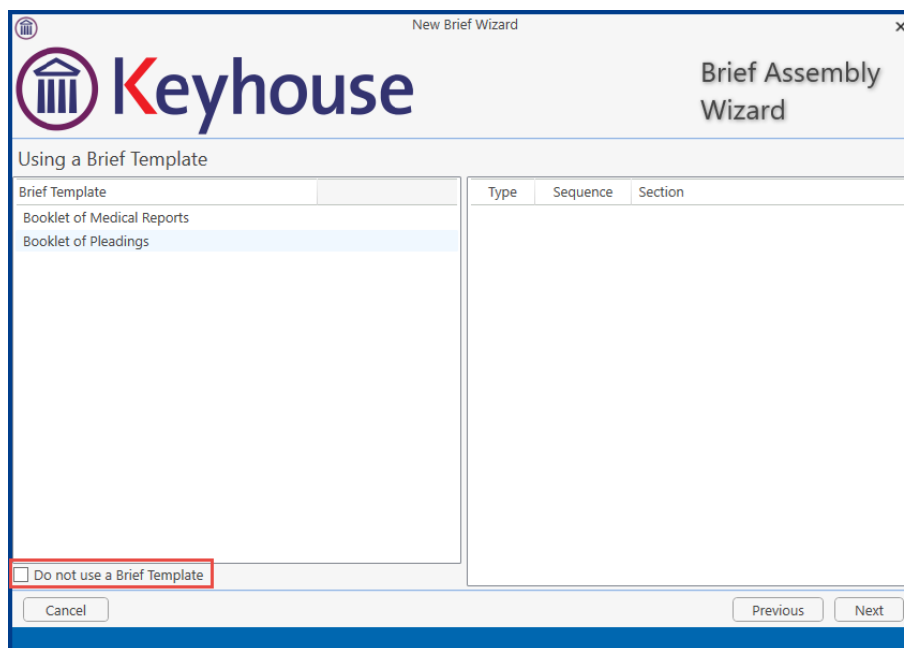 New Brief Wizard
Keyhouse
Brief Assembly
Wizard
Using a Brief Template
Brief Template
Type Sequence Section
Booklet of Medical Reports
Booklet of Pleadings
Do not use a Brief Template
Cancel Previous Next